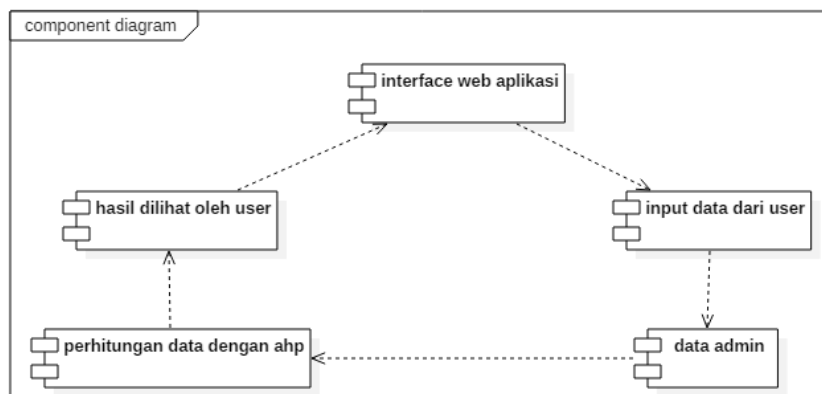 component diagram
interface web aplikasi
hasil dilihat oleh user
input data dari user
perhitungan data dengan ahp
data admin